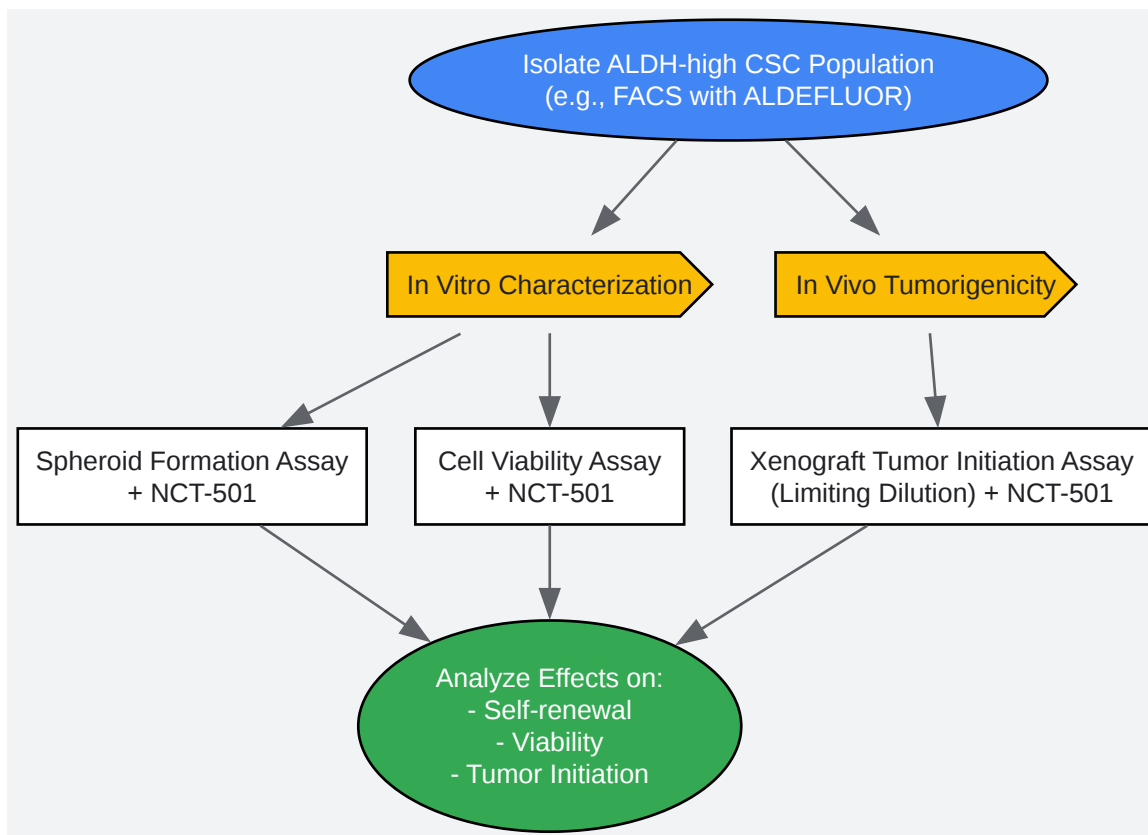 Isolate ALDH-high CSC Population
(e.g., FACS with ALDEFLUOR)
In Vitro Characterization
In Vivo Tumorigenicity
Spheroid Formation Assay
+ NCT-501
Cell Viability Assay
+ NCT-501
Xenograft Tumor Initiation Assay
(Limiting Dilution) + NCT-501
Analyze Effects on:
- Self-renewal
- Viability
- Tumor Initiation